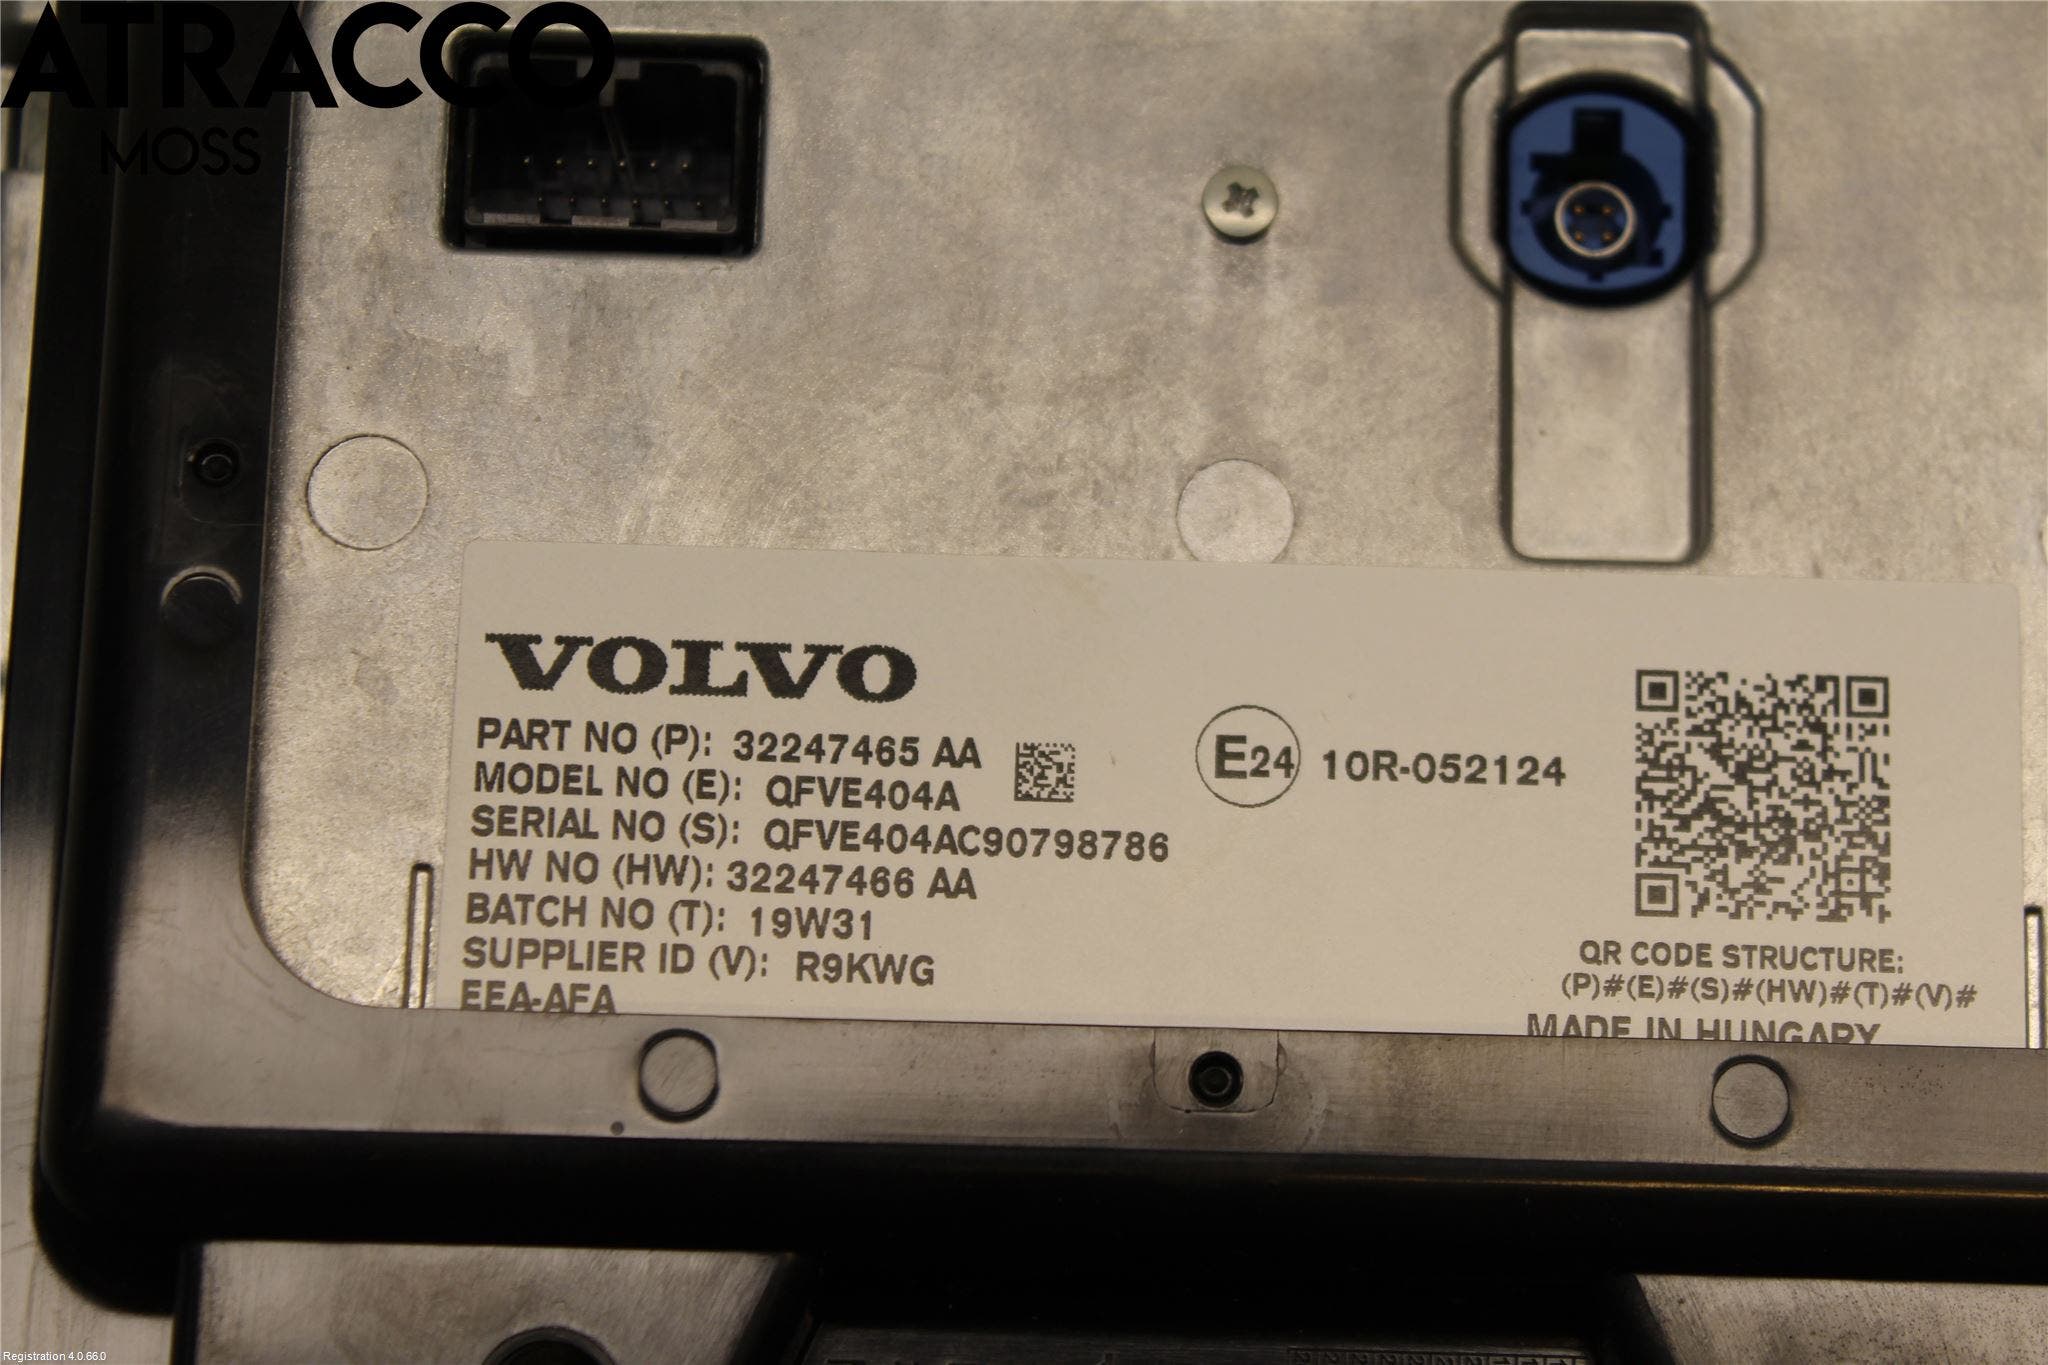 ATRACCO
MOSS
VOLVO
PART NO (P): 32247465 AA
MODEL NO (E): QFVE404A
SERIAL NO (S): QFVE404AC90798786
HW NO (HW): 32247466 AA
BATCH NO (T): 19W31
SUPPLIER ID (V): R9KWG
EEA-AFA
E24 10R-052124
QR CODE STRUCTURE:
(P)#(E)#(S)#(HW)#(T)#(V)#
MADE IN HUNGARY
Registration 4.0.66.0